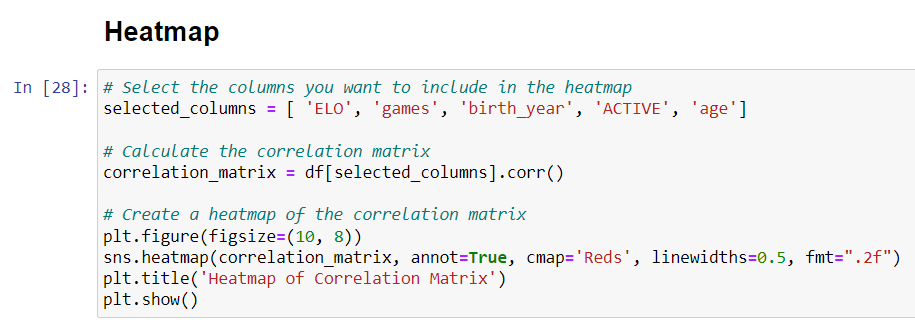 Heatmap
In [28]: # Select the columns you want to include in the heatmap
selected_columns = [ 'ELO', 'games', 'birth_year', 'ACTIVE', 'age']
# Calculate the correlation matrix
correlation_matrix = df[selected_columns].corr()
# Create a heatmap of the correlation matrix
plt.figure(figsize=(10, 8))
sns.heatmap(correlation_matrix, annot=True, cmap='Reds', linewidths=0.5, fmt=".2f")
plt.title('Heatmap of Correlation Matrix')
plt.show()